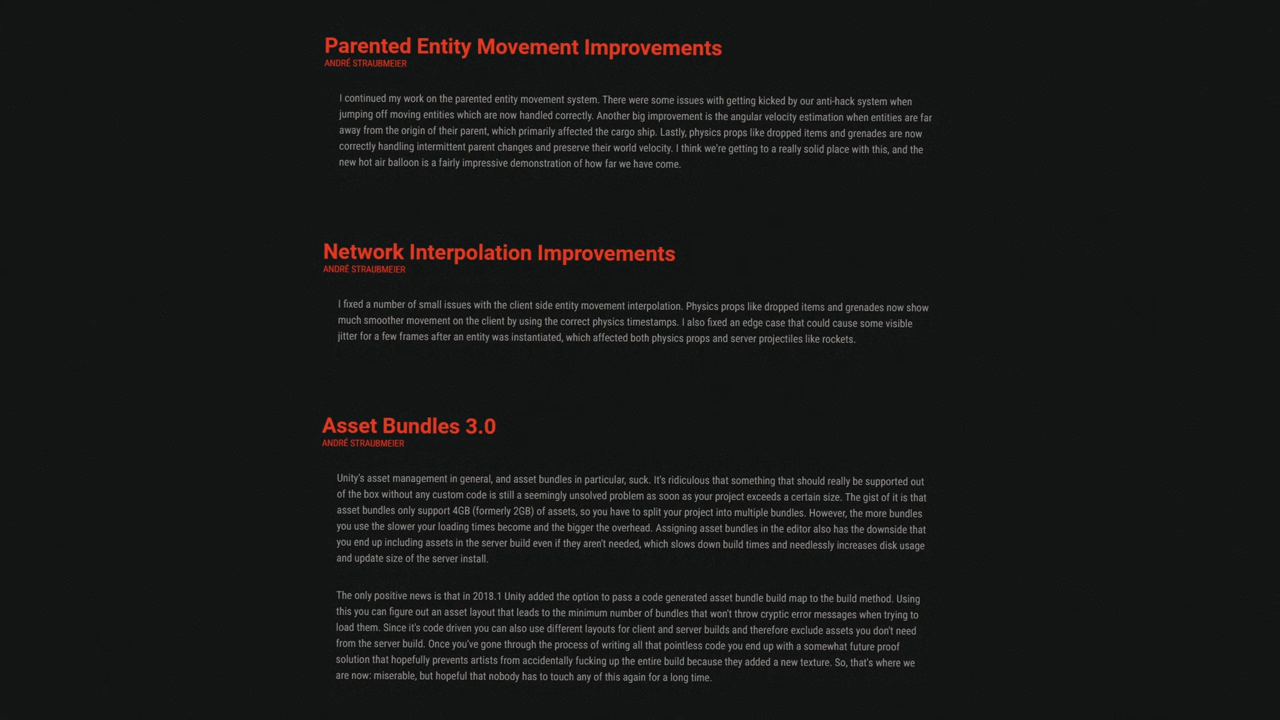 Parented Entity Movement Improvements
ANDRÉ STRAUBMEIER
I continued my work on the parented entity movement system. There were some issues with getting kicked by our anti-hack system when
jumping off moving entities which are now handled correctly. Another big improvement is the angular velocity estimation when entities are far
away from the origin of their parent, which primarily affected the cargo ship. Lastly, physics props like dropped items and grenades are now
correctly handling intermittent parent changes and preserve their world velocity. I think we're getting to a really solid place with this, and the
new hot air balloon is a fairly impressive demonstration of how far we have come.
Network Interpolation Improvements
ANDRÉ STRAUBMEIER
I fixed a number of small issues with the client side entity movement interpolation. Physics props like dropped items and grenades now show
much smoother movement on the client by using the correct physics timestamps. I also fixed an edge case that could cause some visible
jitter for a few frames after an entity was instantiated, which affected both physics props and server projectiles like rockets.
Asset Bundles 3.0
ANDRÉ STRAUBMEIER
Unity's asset management in general, and asset bundles in particular, suck. It's ridiculous that something that should really be supported out
of the box without any custom code is still a seemingly unsolved problem as soon as your project exceeds a certain size. The gist of it is that
asset bundles only support 4GB (formerly 2GB) of assets, so you have to split your project into multiple bundles. However, the more bundles
you use the slower your loading times become and the bigger the overhead. Assigning asset bundles in the editor also has the downside that
you end up including assets in the server build even if they aren't needed, which slows down build times and needlessly increases disk usage
and update size of the server install.
The only positive news is that in 2018.1 Unity added the option to pass a code generated asset bundle build map to the build method. Using
this you can figure out an asset layout that leads to the minimum number of bundles that won't throw cryptic error messages when trying to
load them. Since it's code driven you can also use different layouts for client and server builds and therefore exclude assets you don't need
from the server build. Once you've gone through the process of writing all that pointless code you end up with a somewhat future proof
solution that hopefully prevents artists from accidentally fucking up the entire build because they added a new texture. So, that's where we
are now: miserable, but hopeful that nobody has to touch any of this again for a long time.